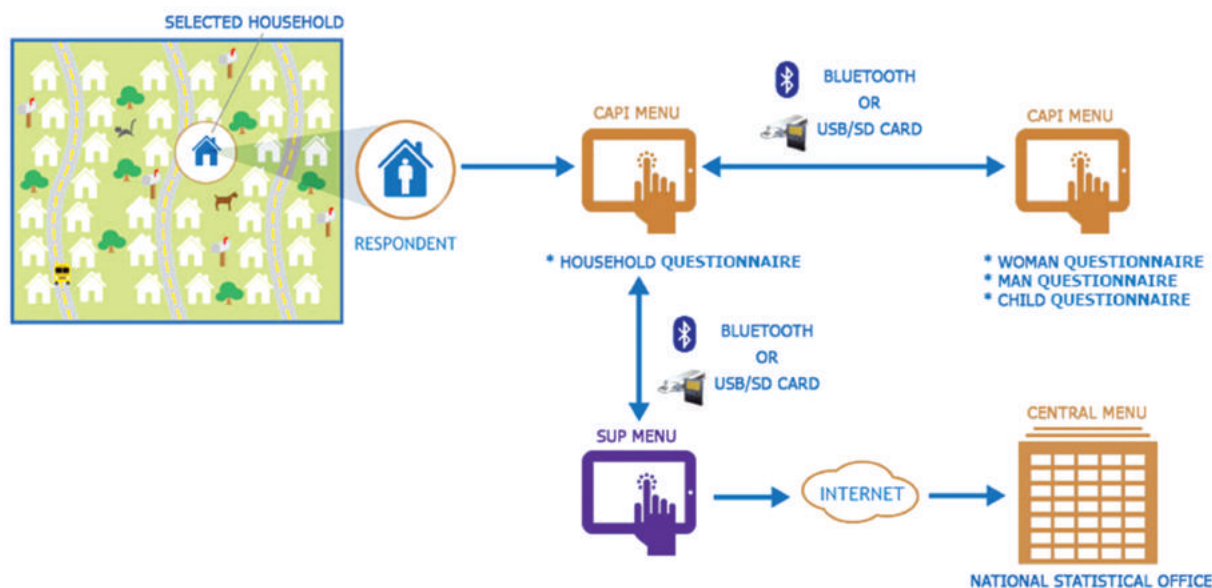 SELECTED HOUSEHOLD
RESPONDENT
CAPI MENU
* HOUSEHOLD QUESTIONNAIRE
BLUETOOTH
OR
USB/SD CARD
CAPI MENU
* WOMAN QUESTIONNAIRE
* MAN QUESTIONNAIRE
* CHILD QUESTIONNAIRE
BLUETOOTH
OR
USB/SD CARD
SUP MENU
INTERNET
CENTRAL MENU
NATIONAL STATISTICAL OFFICE